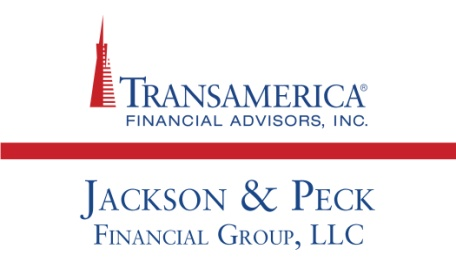 TRANSAMERICA®
FINANCIAL ADVISORS, INC.
JACKSON & PECK
FINANCIAL GROUP, LLC